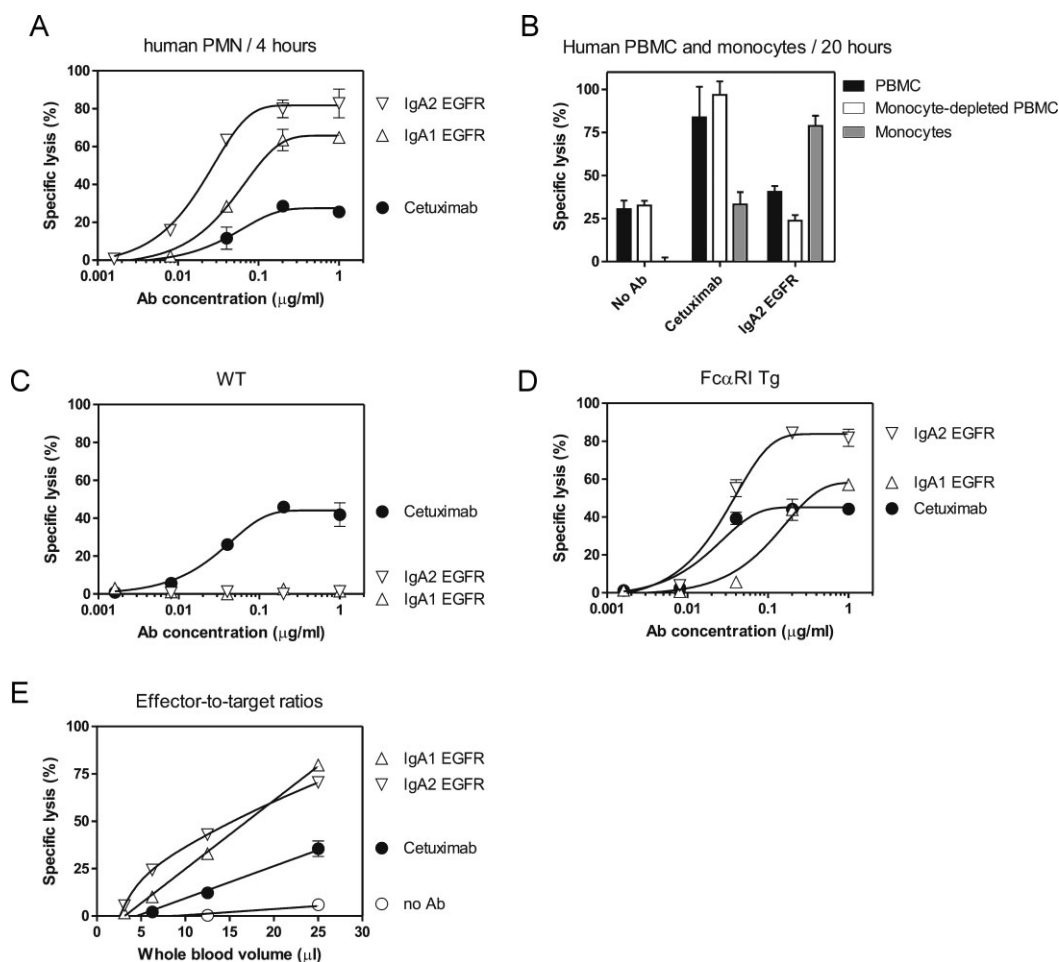 A
human PMN / 4 hours
Specific lysis (%)
100
80
60
40
20
0
0.001
0.01
0.1
1
Ab concentration (μg/ml)
IgA2 EGFR
IgA1 EGFR
Cetuximab
B
Human PBMC and monocytes / 20 hours
Specific lysis (%)
100
75
50
25
0
No Ab
Cetuximab
IgA2 EGFR
PBMC
Monocyte-depleted PBMC
Monocytes
C
WT
Specific lysis (%)
100
80
60
40
20
0
0.001
0.01
0.1
1
Ab concentration (μg/ml)
Cetuximab
IgA2 EGFR
IgA1 EGFR
D
FcαRI Tg
Specific lysis (%)
100
80
60
40
20
0
0.001
0.01
0.1
1
Ab concentration (μg/ml)
IgA2 EGFR
IgA1 EGFR
Cetuximab
E
Effector-to-target ratios
Specific lysis (%)
100
75
50
25
0
0
5
10
15
20
25
30
Whole blood volume (μl)
IgA1 EGFR
IgA2 EGFR
Cetuximab
no Ab